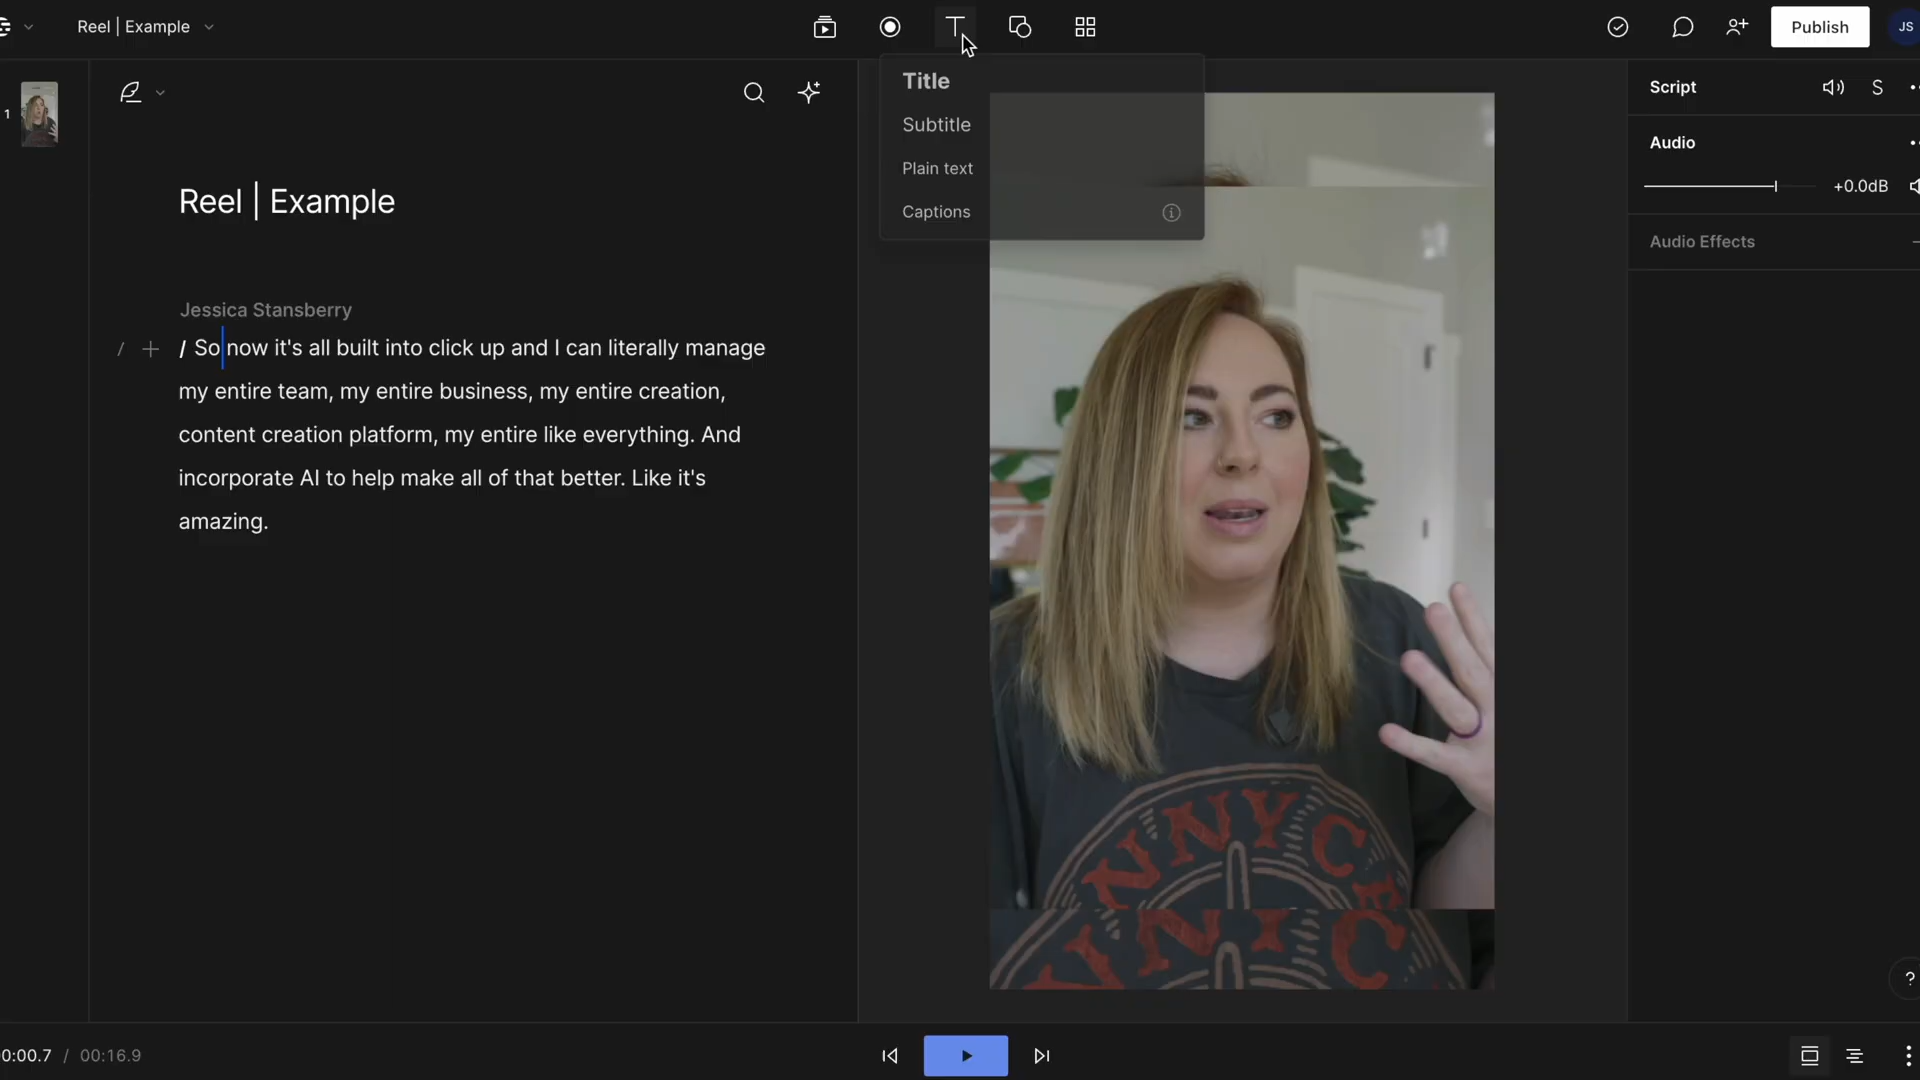 Reel | Example
Publish
JS
1
Title
Subtitle
Plain text
Captions
Script
S
Audio
+0.0dB
Audio Effects
Reel | Example
Jessica Stansberry
/
/ So now it's all built into click up and I can literally manage
my entire team, my entire business, my entire creation,
content creation platform, my entire like everything. And
incorporate AI to help make all of that better. Like it's
amazing.
NNYCE
NYC
?
0:00.7 / 00:16.9